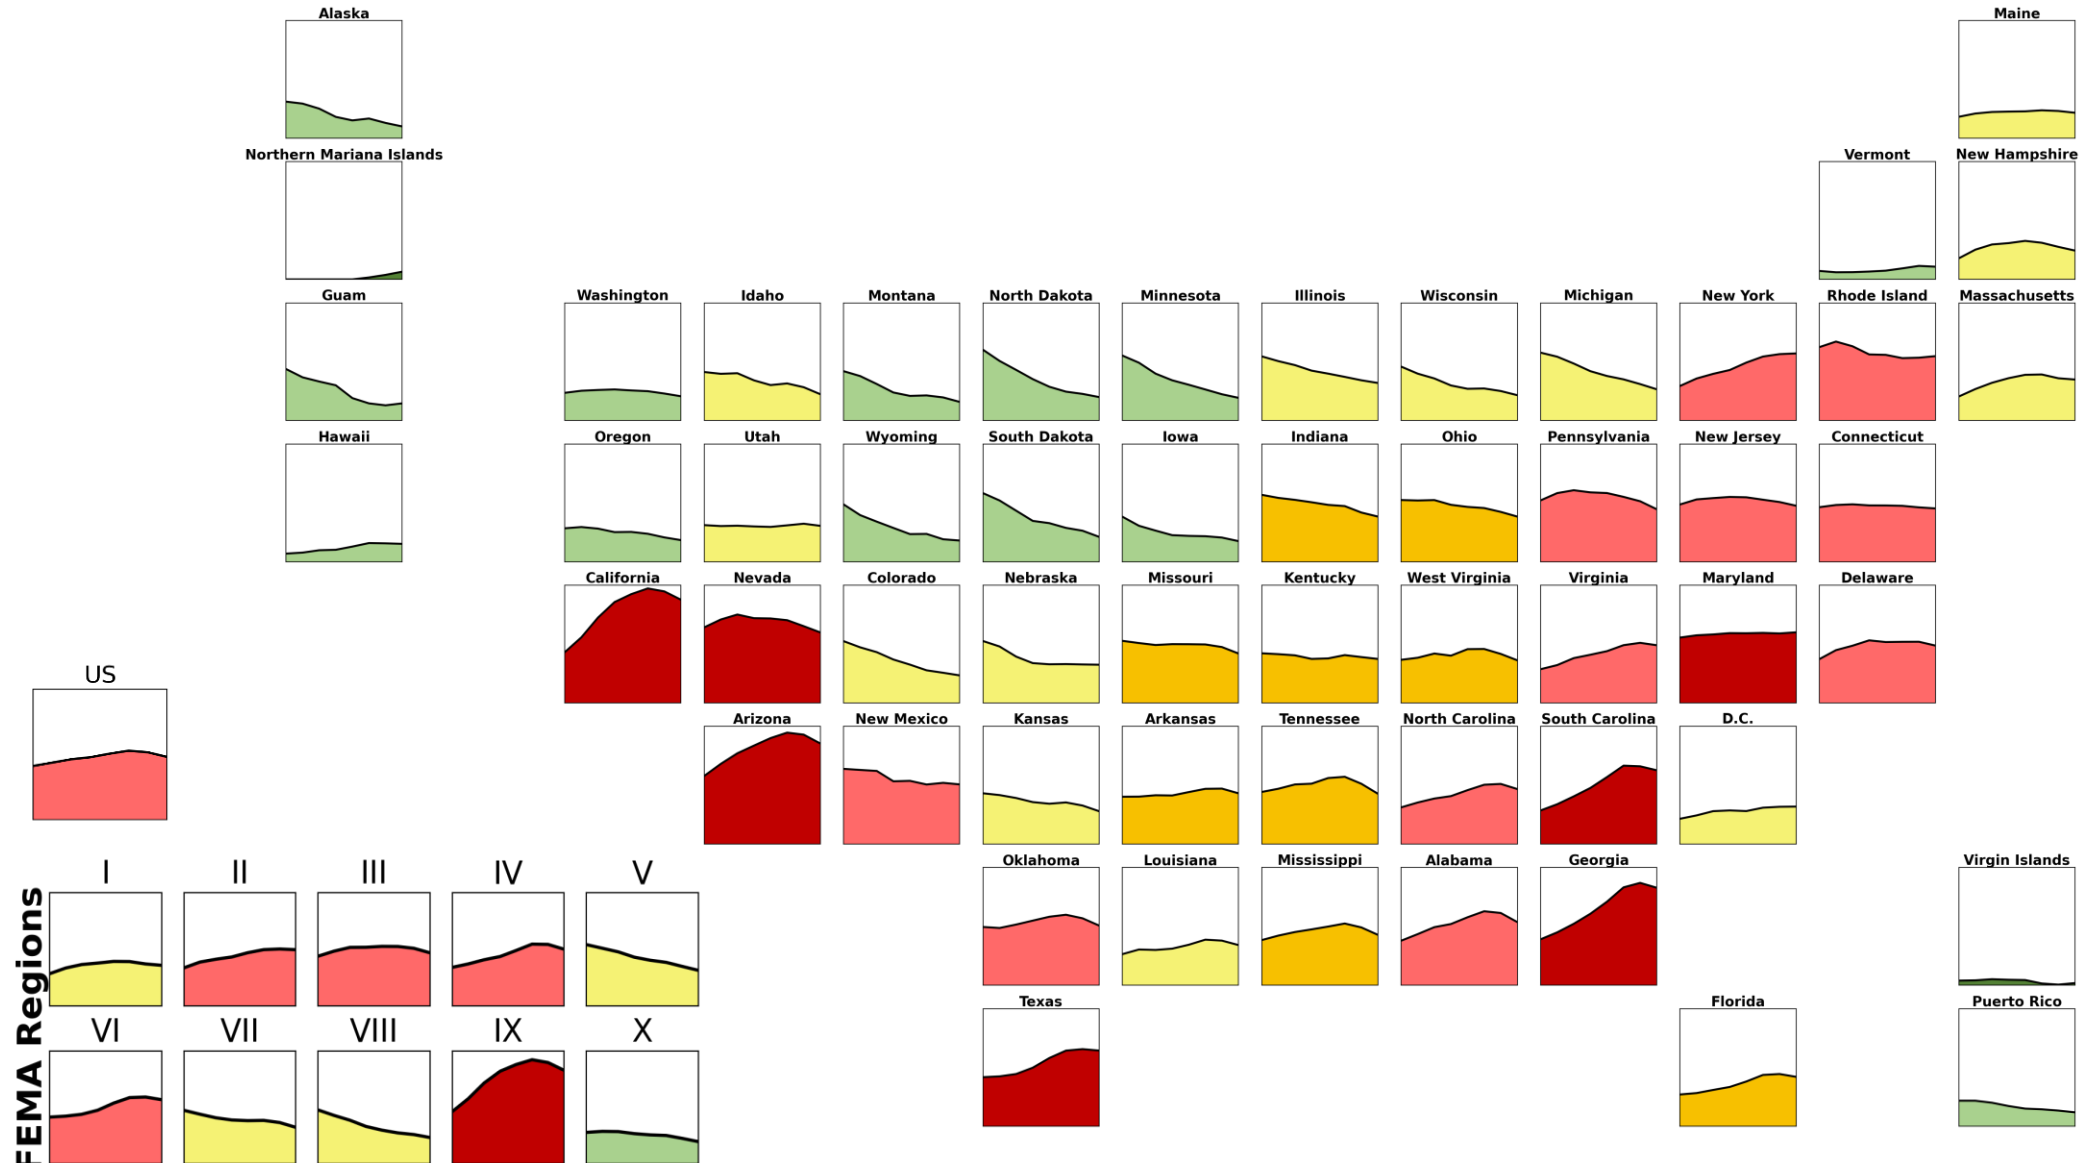 Alaska
Maine
Northern Mariana Islands
Vermont
New Hampshire
Guam
Washington
Idaho
Montana
North Dakota
Minnesota
Illinois
Wisconsin
Michigan
New York
Rhode Island
Massachusetts
Hawaii
Oregon
Utah
Wyoming
South Dakota
Iowa
Indiana
Ohio
Pennsylvania
New Jersey
Connecticut
California
Nevada
Colorado
Nebraska
Missouri
Kentucky
West Virginia
Virginia
Maryland
Delaware
US
Arizona
New Mexico
Kansas
Arkansas
Tennessee
North Carolina
South Carolina
D.C.
Oklahoma
Louisiana
Mississippi
Alabama
Georgia
Virgin Islands
Texas
Florida
Puerto Rico
FEMA Regions
I
II
III
IV
V
VI
VII
VIII
IX
X